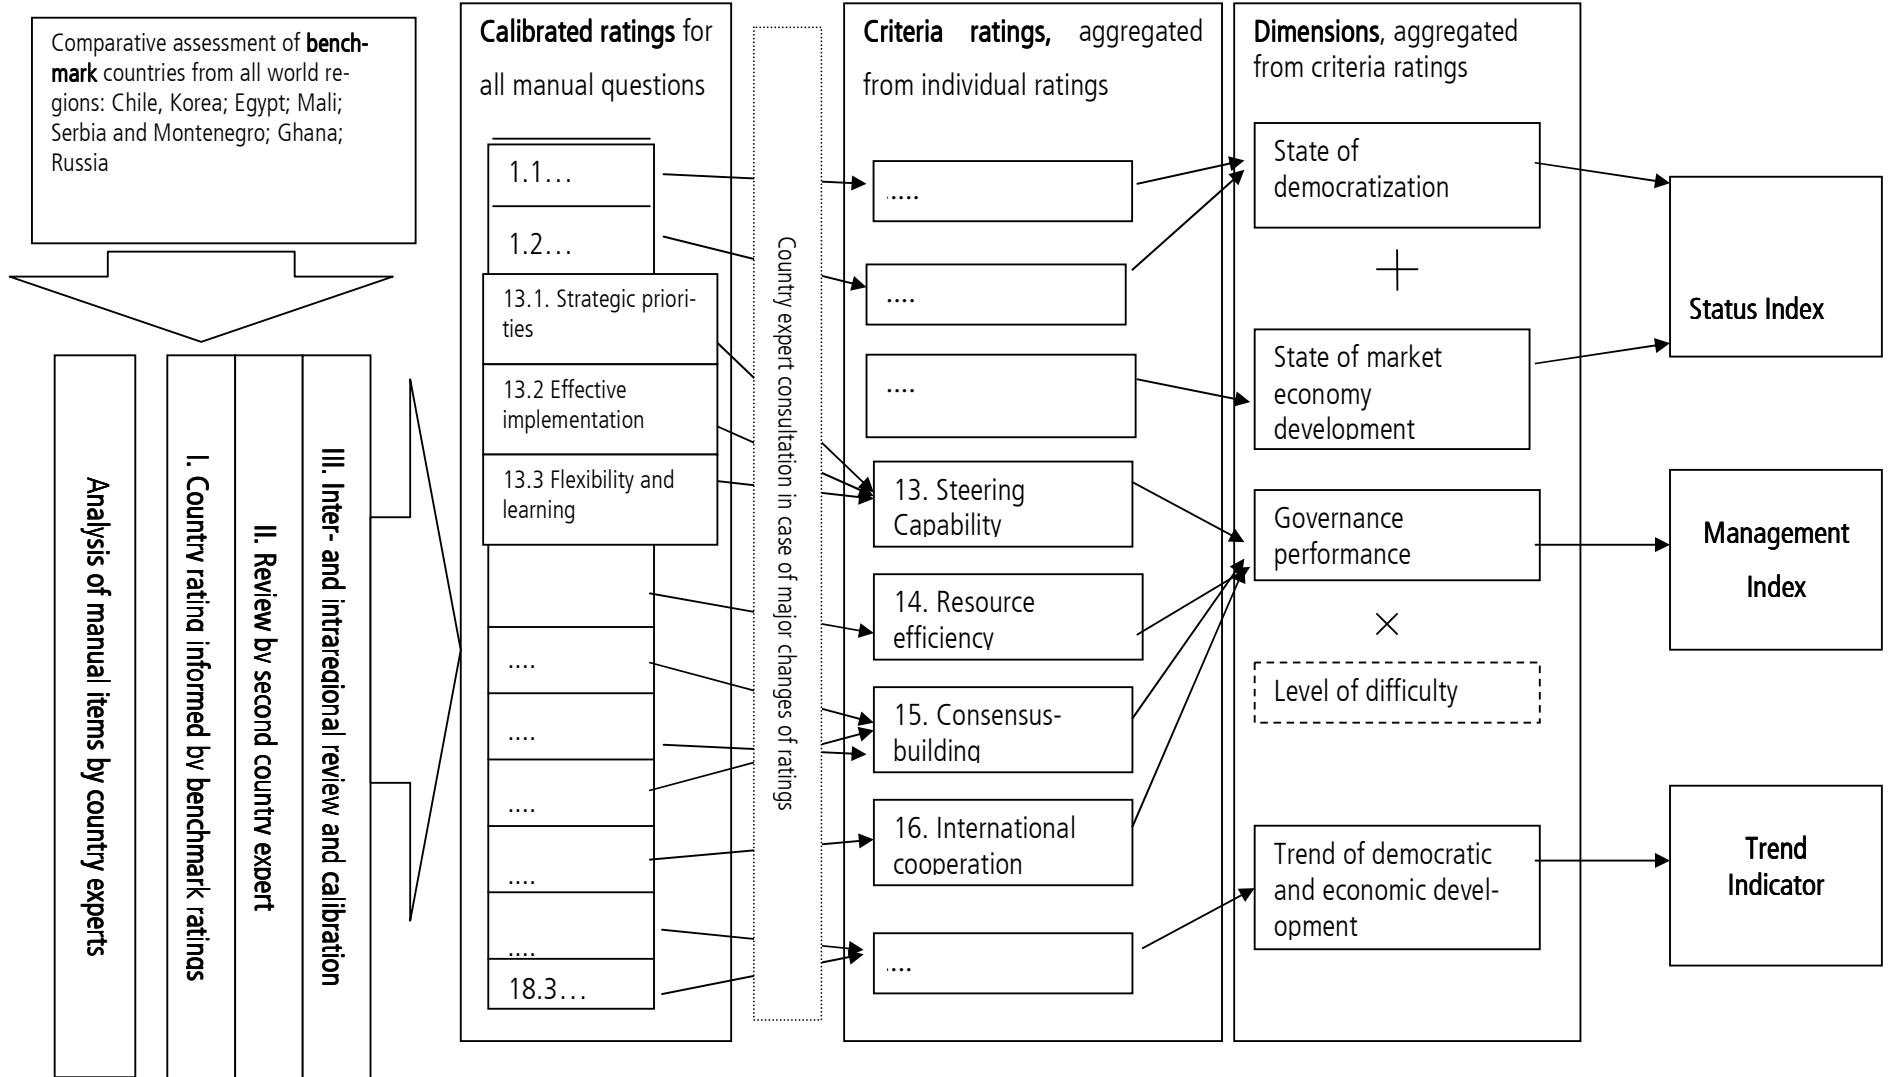 Comparative assessment of bench-
mark countries from all world re-
gions: Chile, Korea; Egypt; Mali;
Serbia and Montenegro; Ghana;
Russia
Analysis of manual items by country experts
I. Country rating informed by benchmark ratings
II. Review by second country expert
III. Inter- and intraregional review and calibration
Calibrated ratings for
all manual questions
1.1…
1.2…
13.1. Strategic priori-
ties
13.2 Effective
implementation
13.3 Flexibility and
learning
....
....
....
....
....
18.3…
Country expert consultation in case of major changes of ratings
Criteria ratings, aggregated
from individual ratings
....
....
....
13. Steering
Capability
14. Resource
efficiency
15. Consensus-
building
16. International
cooperation
....
Dimensions, aggregated
from criteria ratings
State of
democratization
+
State of market
economy
development
Governance
performance
×
Level of difficulty
Trend of democratic
and economic devel-
opment
Status Index
Management
Index
Trend
Indicator